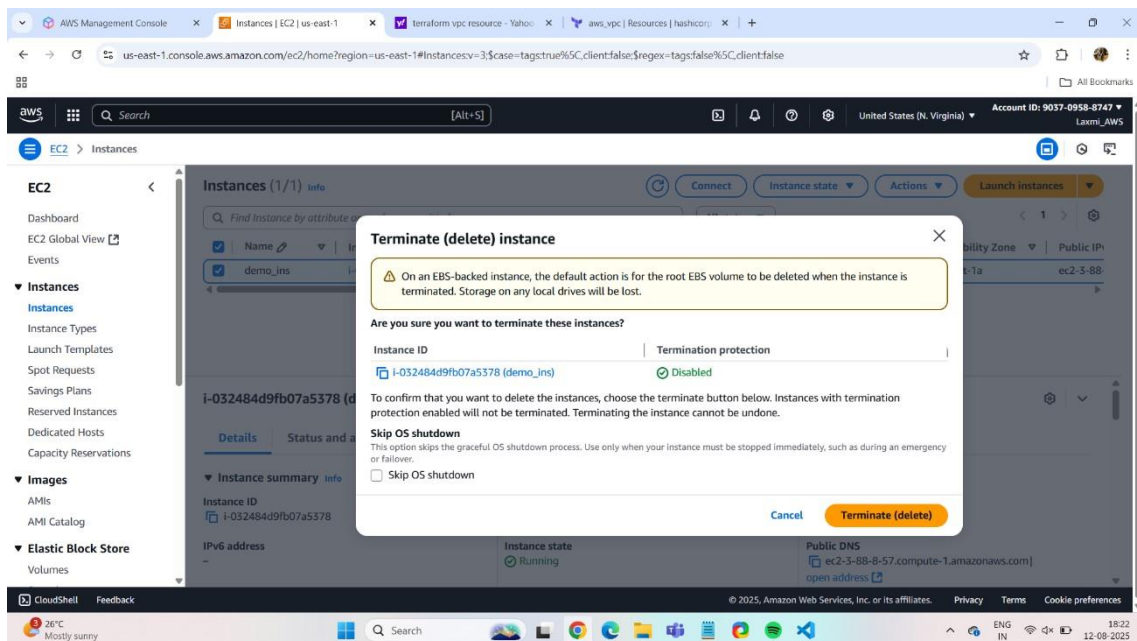 AWS Management Console
Instances | EC2 | us-east-1
terraform vpc resource - Yahoo
aws_vpc | Resources | hashicorp
us-east-1.console.aws.amazon.com/ec2/home?region=us-east-1#Instances:v=3;$case=tags:true%5C,client:false;$regex=tags:false%5C,client:false
All Bookmarks
aws
Search
[Alt+S]
United States (N. Virginia) ▼
Account ID: 9037-0958-8747 ▼
Laxmi_AWS
EC2 > Instances
EC2
Dashboard
EC2 Global View
Events
▼ Instances
Instances
Instance Types
Launch Templates
Spot Requests
Savings Plans
Reserved Instances
Dedicated Hosts
Capacity Reservations
▼ Images
AMIs
AMI Catalog
▼ Elastic Block Store
Volumes
Instances (1/1) Info
Connect
Instance state ▼
Actions ▼
Launch instances
Find Instance by attribute
1
Name
bility Zone
Public IPv
demo_ins
t-1a
ec2-3-88-
Terminate (delete) instance
On an EBS-backed instance, the default action is for the root EBS volume to be deleted when the instance is
terminated. Storage on any local drives will be lost.
Are you sure you want to terminate these instances?
Instance ID
Termination protection
i-032484d9fb07a5378 (demo_ins)
Disabled
To confirm that you want to delete the instances, choose the terminate button below. Instances with termination
protection enabled will not be terminated. Terminating the instance cannot be undone.
Skip OS shutdown
This option skips the graceful OS shutdown process. Use only when your instance must be stopped immediately, such as during an emergency
or failover.
Skip OS shutdown
Cancel
Terminate (delete)
i-032484d9fb07a5378 (d
Details
Status and a
▼ Instance summary Info
Instance ID
i-032484d9fb07a5378
IPv6 address
–
Instance state
Running
Public DNS
ec2-3-88-8-57.compute-1.amazonaws.com |
open address
CloudShell
Feedback
© 2025, Amazon Web Services, Inc. or its affiliates.
Privacy
Terms
Cookie preferences
3
26°C
Mostly sunny
Search
ENG
IN
18:22